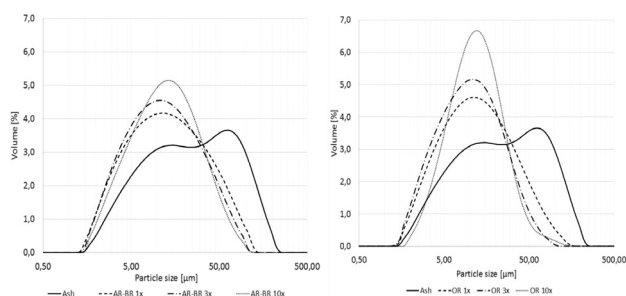 7,0
6,0
5,0
4,0
3,0
2,0
1,0
0,0
Volume [%]
0,50 5,00 50,00 500,00
Particle size [µm]
Ash AR-BB 1x AR-BB 3x AR-BB 10x
7,0
6,0
5,0
4,0
3,0
2,0
1,0
0,0
Volume [%]
0,50 5,00 50,00 500,00
Particle size [µm]
Ash OR 1x OR 3x OR 10x